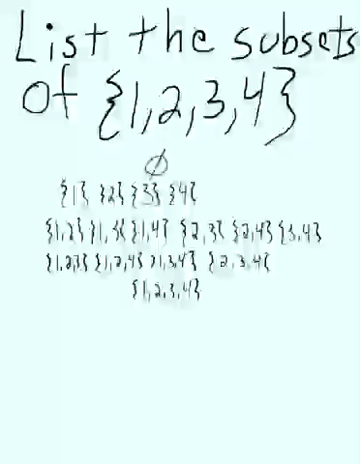 List the subsets
of {1,2,3,4}
∅
{1} {2} {3} {4}
{1,2} {1,3} {1,4} {2,3} {2,4} {3,4}
{1,2,3} {1,2,4} {1,3,4} {2,3,4}
{1,2,3,4}